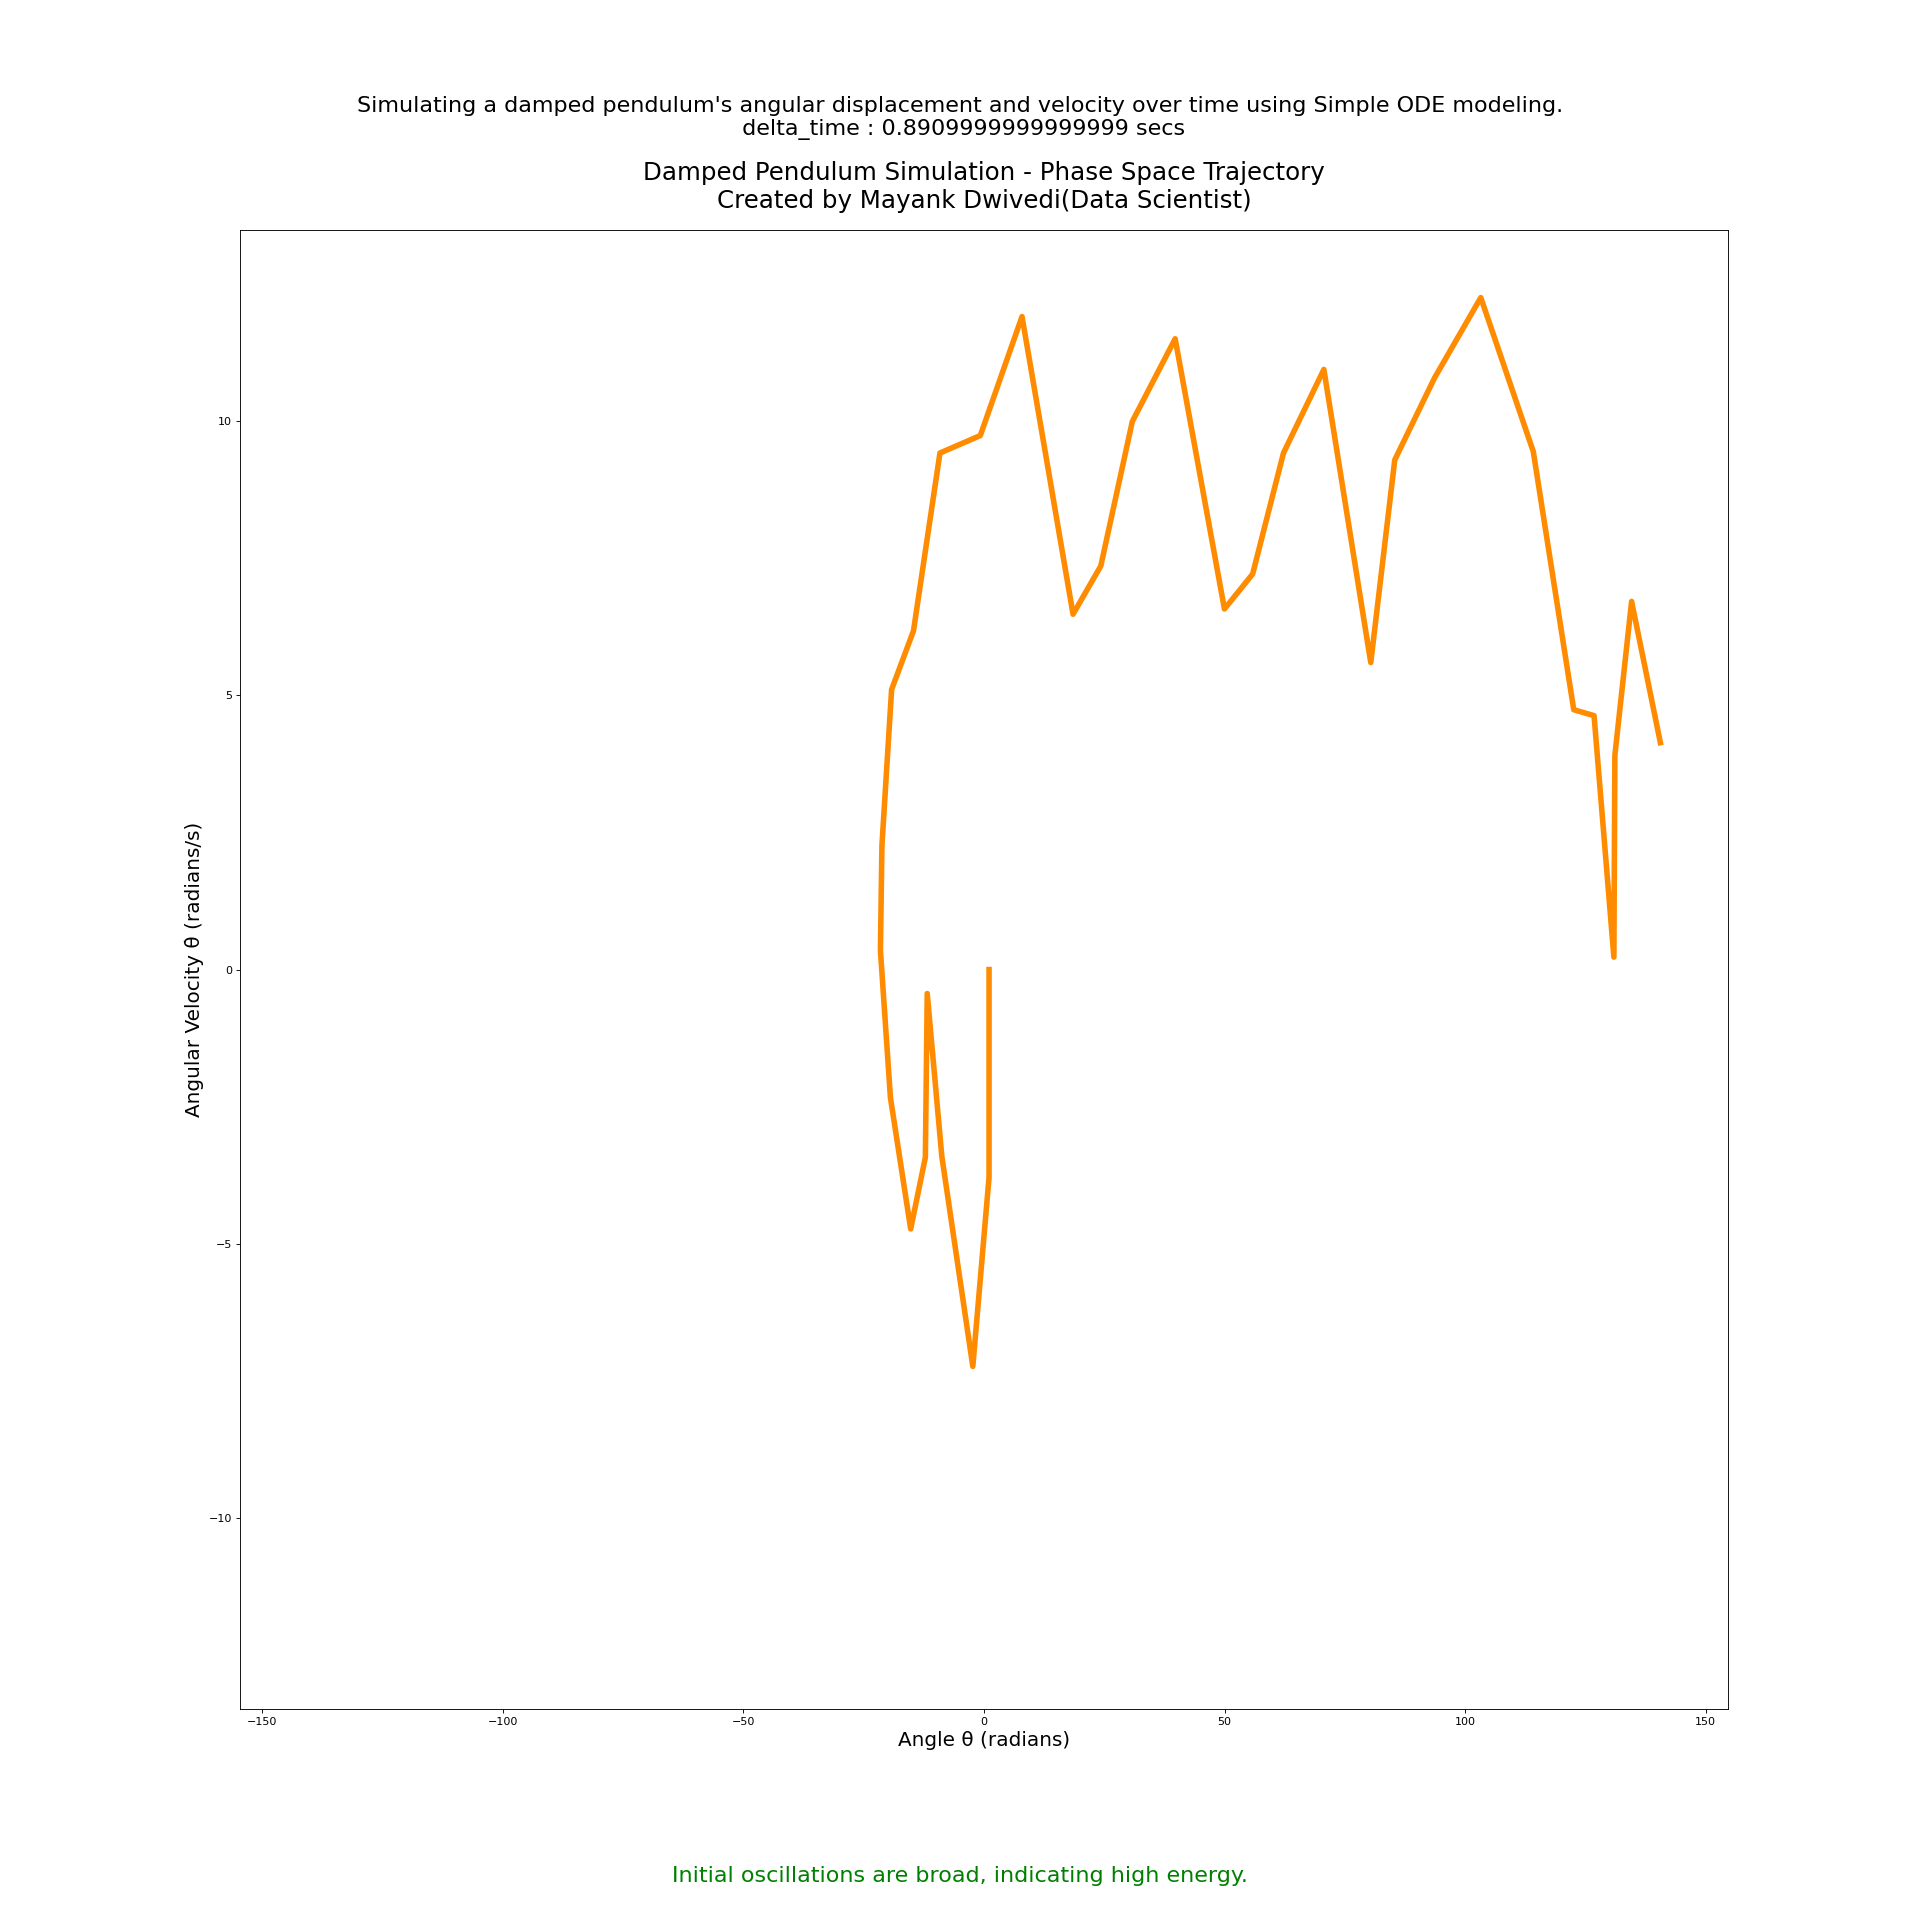 Simulating a damped pendulum's angular displacement and velocity over time using Simple ODE modeling.
delta_time : 0.8909999999999999 secs
Damped Pendulum Simulation - Phase Space Trajectory
Created by Mayank Dwivedi(Data Scientist)
10
5
0
−5
−10
Angular Velocity θ (radians/s)
−150
−100
−50
0
50
100
150
Angle θ (radians)
Initial oscillations are broad, indicating high energy.